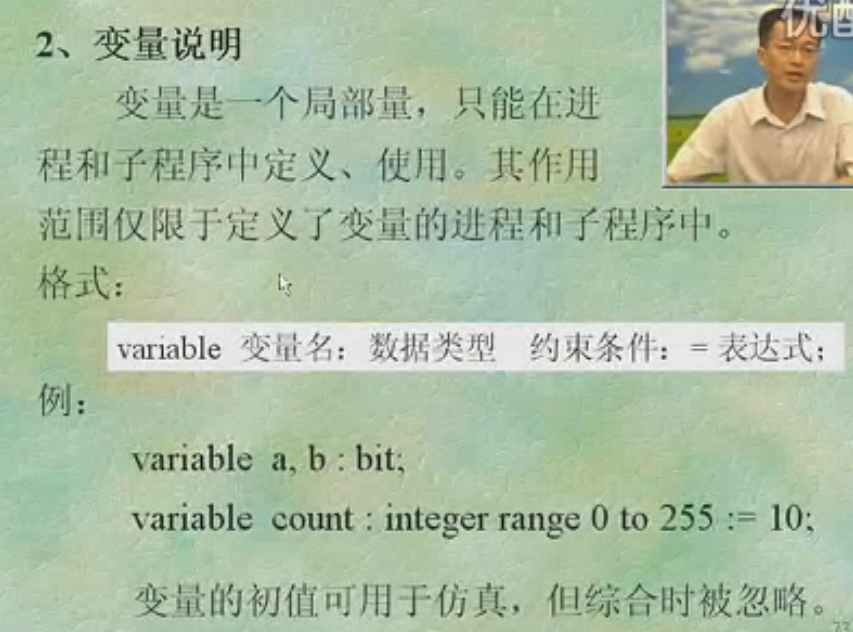 优酷
2、变量说明
变量是一个局部量，只能在进
程和子程序中定义、使用。其作用
范围仅限于定义了变量的进程和子程序中。
格式：
variable 变量名：数据类型 约束条件：= 表达式；
例：
variable a, b : bit;
variable count : integer range 0 to 255 := 10;
变量的初值可用于仿真，但综合时被忽略。
23